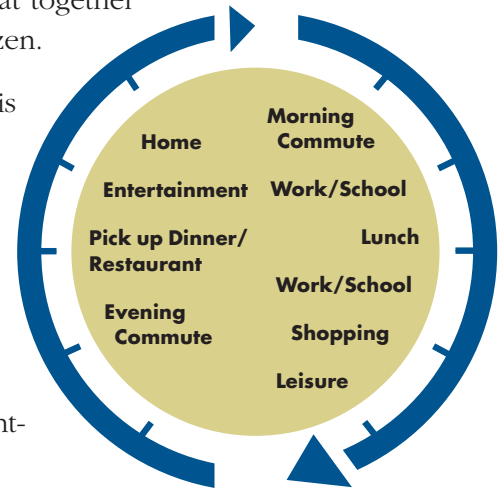 at together
zen.
is
nt-
Morning
Commute
Work/School
Lunch
Work/School
Shopping
Leisure
Evening
Commute
Pick up Dinner/
Restaurant
Entertainment
Home